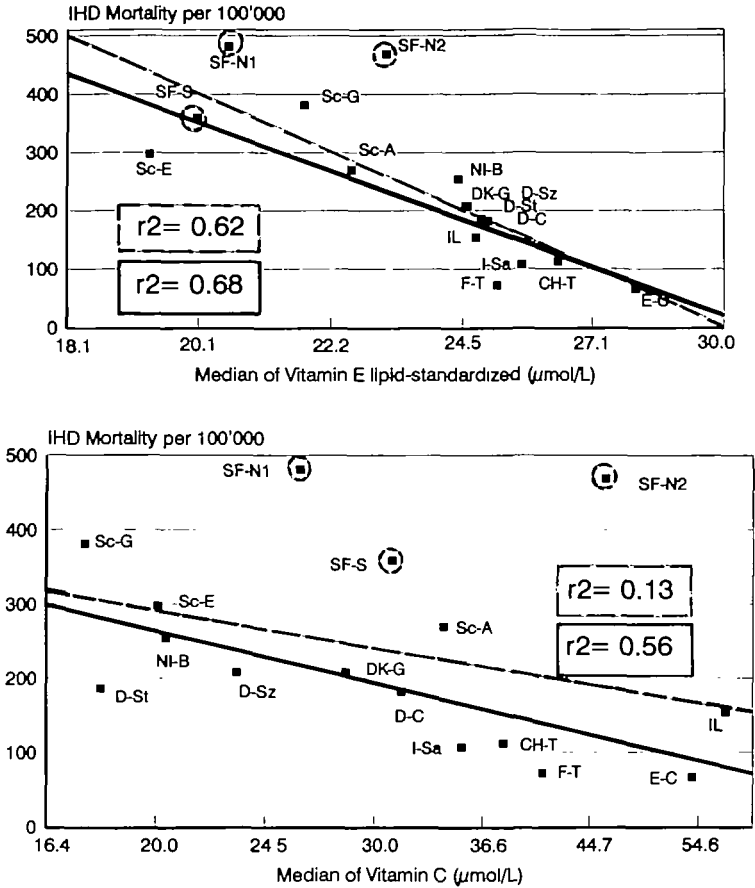 IHD Mortality per 100'000
500
SF-N1
SF-N2
400
SF-S
Sc-G
300
Sc-E
Sc-A
NI-B
DK-G D-Sz
200
D-St
D-C
r2= 0.62
IL
I-Sa
100
r2= 0.68
F-T
CH-T
0
18.1 20.1 22.2 24.5 27.1 30.0
Median of Vitamin E lipid-standardized (μmol/L)
IHD Mortality per 100'000
500
SF-N1
SF-N2
400
Sc-G
SF-S
r2= 0.13
300
Sc-E
Sc-A
r2= 0.56
NI-B
DK-G
200
D-St
D-Sz
D-C
IL
100
I-Sa
CH-T
F-T
E-C
0
16.4 20.0 24 5 30.0 36.6 44.7 54.6
Median of Vitamin C (μmol/L)